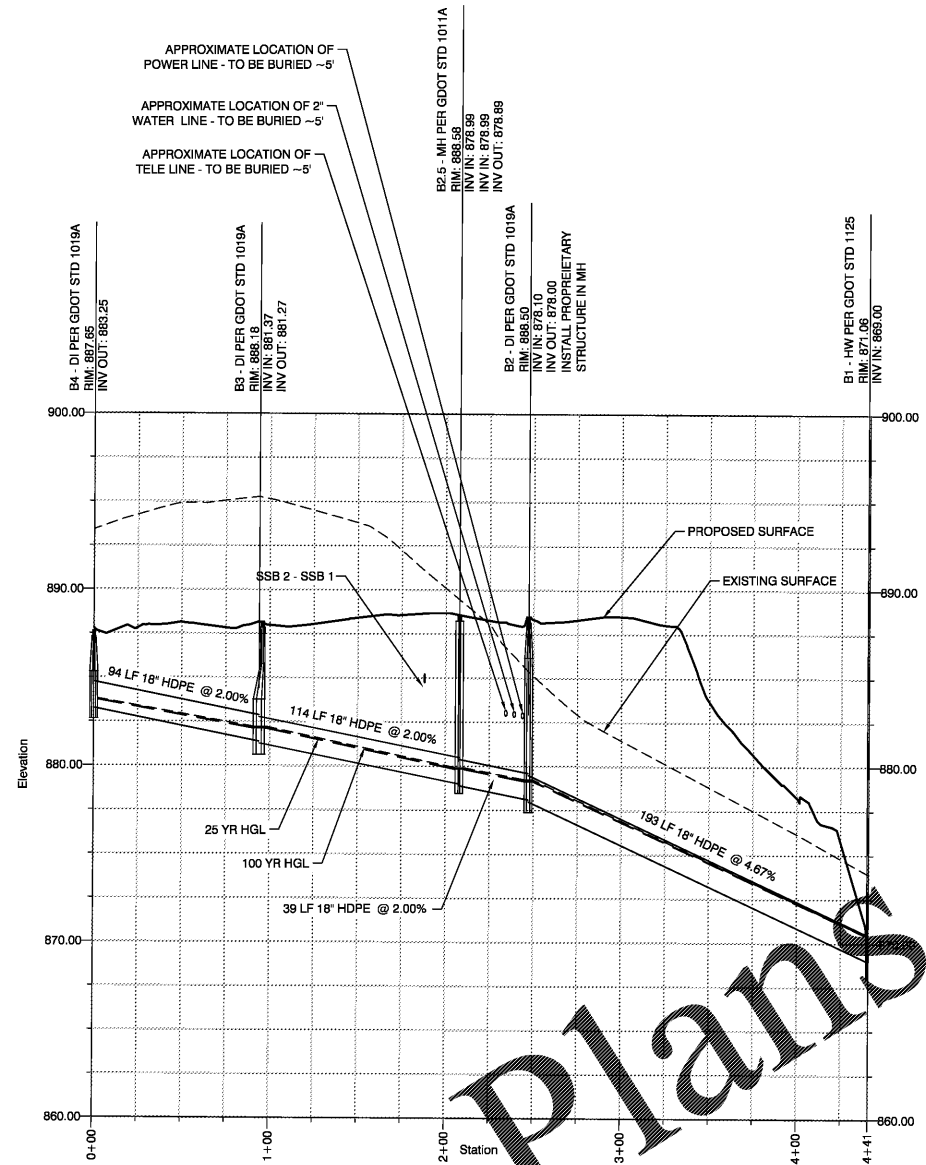 APPROXIMATE LOCATION OF
POWER LINE - TO BE BURIED ~5'
APPROXIMATE LOCATION OF 2"
WATER LINE - TO BE BURIED ~5'
APPROXIMATE LOCATION OF
TELE LINE - TO BE BURIED ~5'
B4 - DI PER GDOT STD 1019A
RIM: 887.65
INV OUT: 883.25
B3 - DI PER GDOT STD 1019A
RIM: 888.18
INV IN: 881.37
INV OUT: 881.27
B2.5 - MH PER GDOT STD 1011A
RIM: 888.58
INV IN: 878.99
INV IN: 878.99
INV OUT: 878.89
B2 - DI PER GDOT STD 1019A
RIM: 888.50
INV IN: 878.10
INV OUT: 878.00
INSTALL PROPREIETARY
STRUCTURE IN MH
B1 - HW PER GDOT STD 1125
RIM: 871.06
INV IN: 869.00
900.00
900.00
PROPOSED SURFACE
SSB 2 - SSB 1
EXISTING SURFACE
890.00
890.00
94 LF 18" HDPE @ 2.00%
114 LF 18" HDPE @ 2.00%
Elevation
880.00
880.00
193 LF 18" HDPE @ 4.67%
25 YR HGL
100 YR HGL
39 LF 18" HDPE @ 2.00%
870.00
870.00
Plans
860.00
860.00
0+00
1+00
2+00
Station
3+00
4+00
4+41